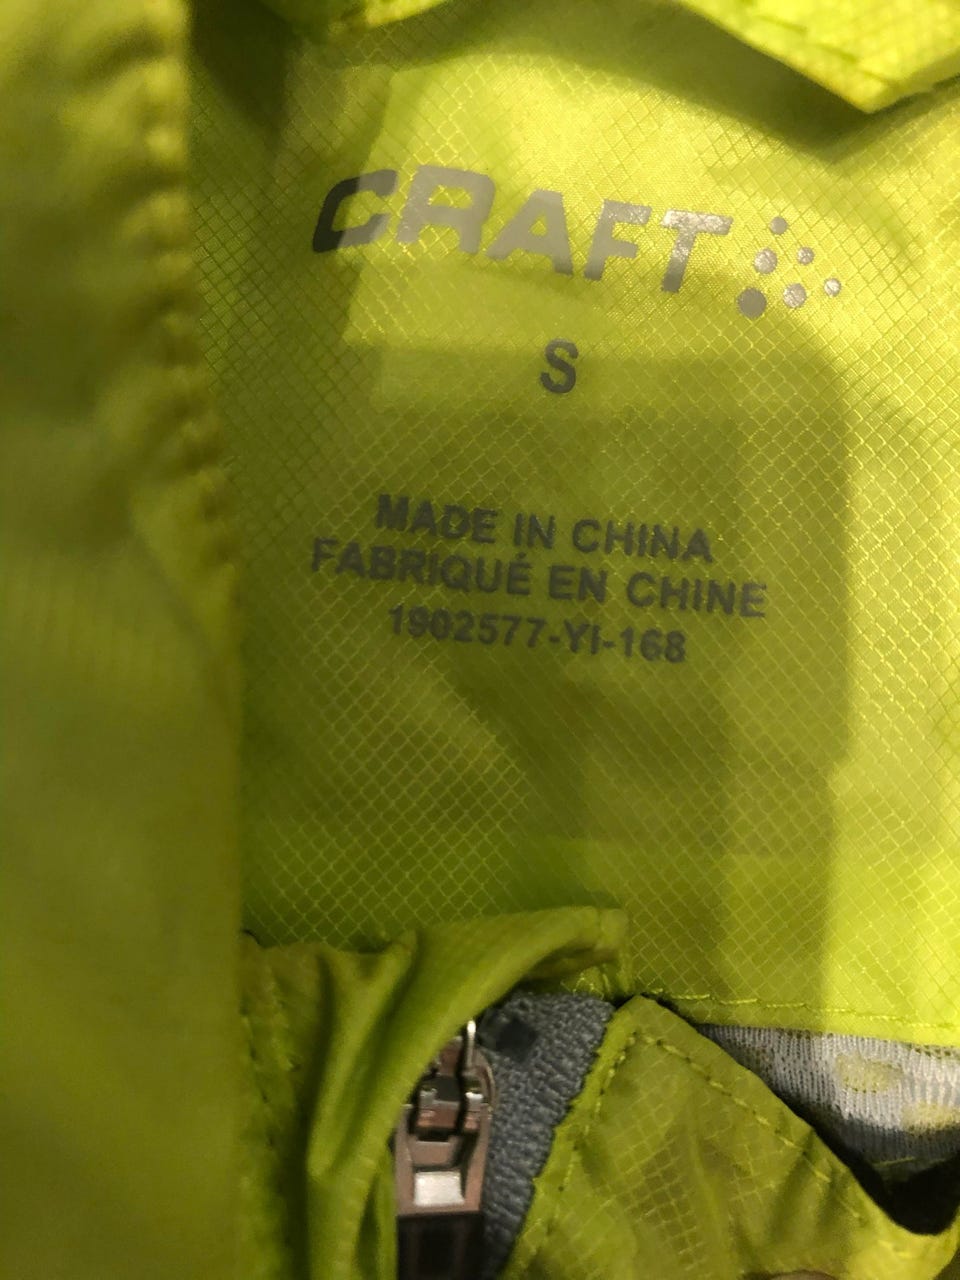 CRAFT
S
MADE IN CHINA
FABRIQUÉ EN CHINE
1902577-YI-168